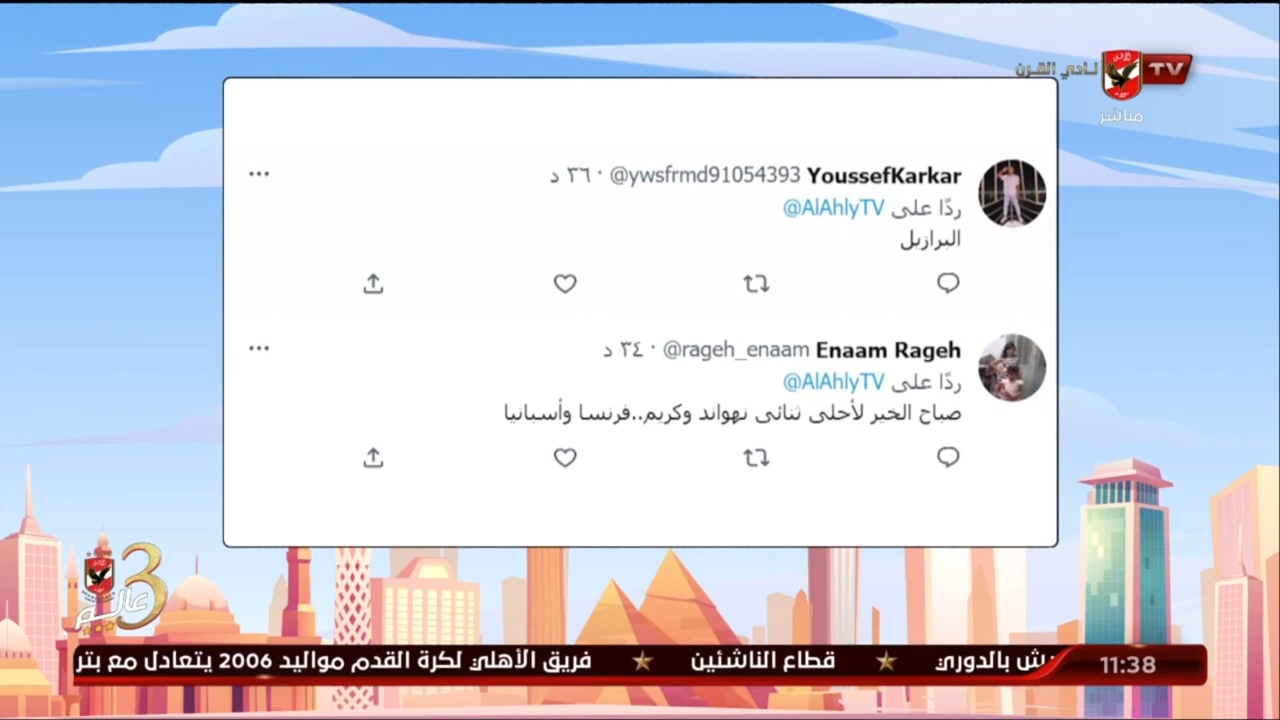 نادي القرن
TV
مباشر
YoussefKarkar @ywsfrmd91054393 · ٣٦ د
ردًا على @AlAhlyTV
البرازيل
Enaam Rageh @rageh_enaam · ٣٤ د
ردًا على @AlAhlyTV
صباح الخير لأحلى ثنائى نهواند وكريم..فرنسا وأسبانيا
3
عالم
ش بالدوري ★ قطاع الناشئين ★ فريق الأهلي لكرة القدم مواليد 2006 يتعادل مع بتر
11:38